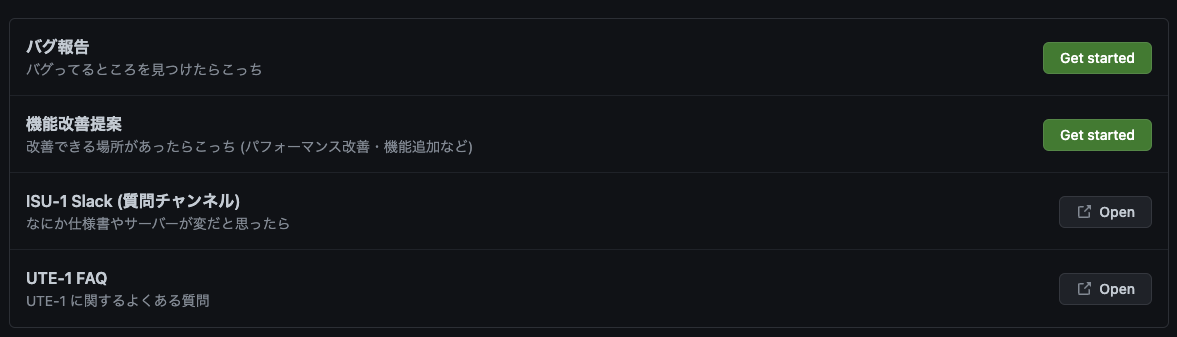 バグ報告
バグってるところを見つけたらこっち
Get started
機能改善提案
改善できる場所があったらこっち (パフォーマンス改善・機能追加など)
Get started
ISU-1 Slack (質問チャンネル)
なにか仕様書やサーバーが変だと思ったら
Open
UTE-1 FAQ
UTE-1 に関するよくある質問
Open